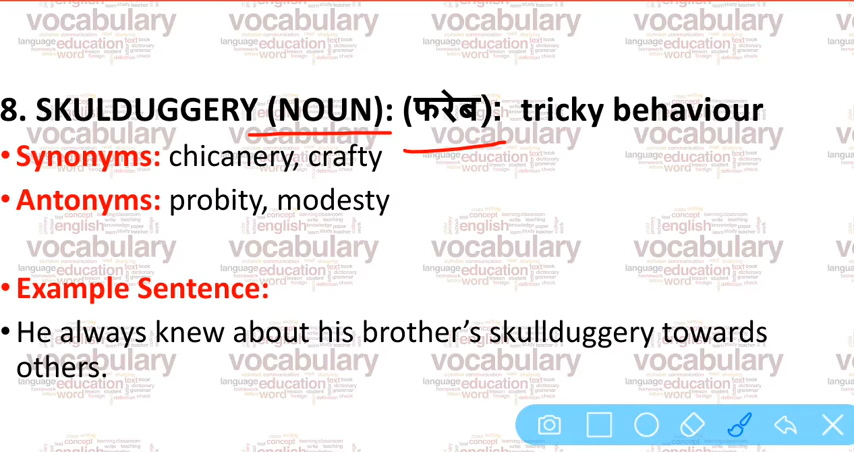 8. SKULDUGGERY (NOUN): (फरेब): tricky behaviour
• Synonyms: chicanery, crafty
• Antonyms: probity, modesty
• Example Sentence:
• He always knew about his brother's skullduggery towards
others.